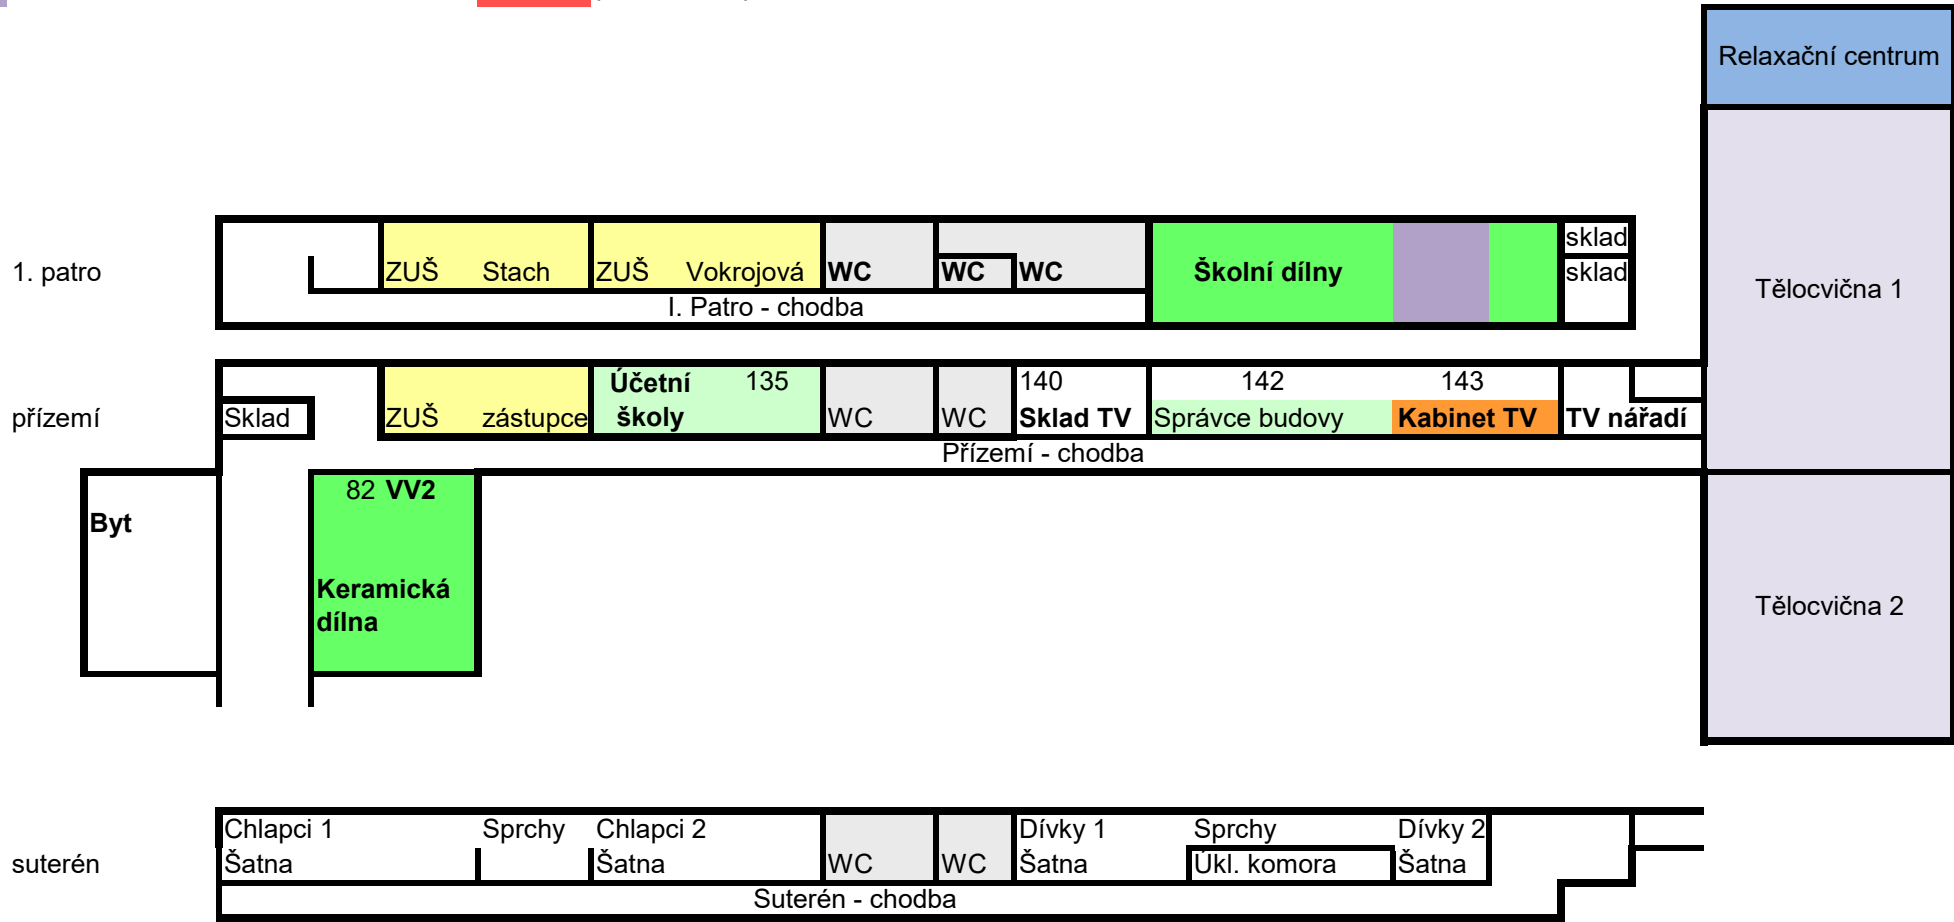 Relaxační centrum
sklad
1. patro
ZUŠ Stach ZUŠ Vokrojová WC WC WC Školní dílny sklad
Tělocvična 1
I. Patro - chodba
Účetní 135 140 142 143
přízemí Sklad ZUŠ zástupce školy WC WC Sklad TV Správce budovy Kabinet TV TV nářadí
Přízemí - chodba
82 VV2
Byt
Keramická
dílna
Tělocvična 2
Chlapci 1 Sprchy Chlapci 2 Dívky 1 Sprchy Dívky 2
suterén Šatna Šatna WC WC Šatna Úkl. komora Šatna
Suterén - chodba